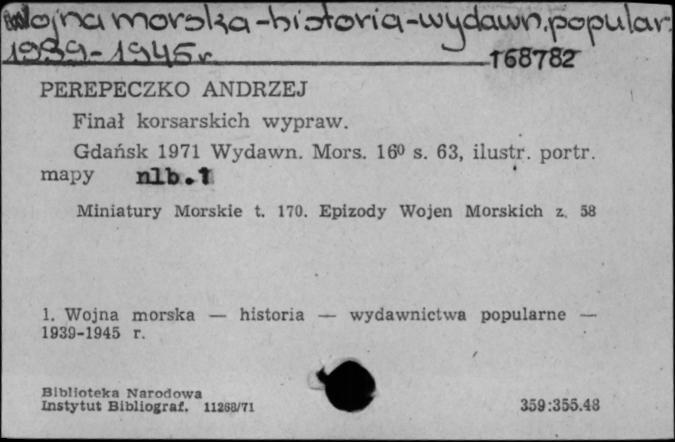 Wojna morska-historia-wydawn. popular.
1939-1945 r.
168782
PEREPECZKO ANDRZEJ
Finał korsarskich wypraw.
Gdańsk 1971 Wydawn. Mors. 16⁰ s. 63, ilustr. portr.
mapy nlb. 1
Miniatury Morskie t. 170. Epizody Wojen Morskich z. 58
1. Wojna morska — historia — wydawnictwa popularne —
1939-1945 r.
Biblioteka Narodowa
Instytut Bibliograf. 11268/71
359:355.48